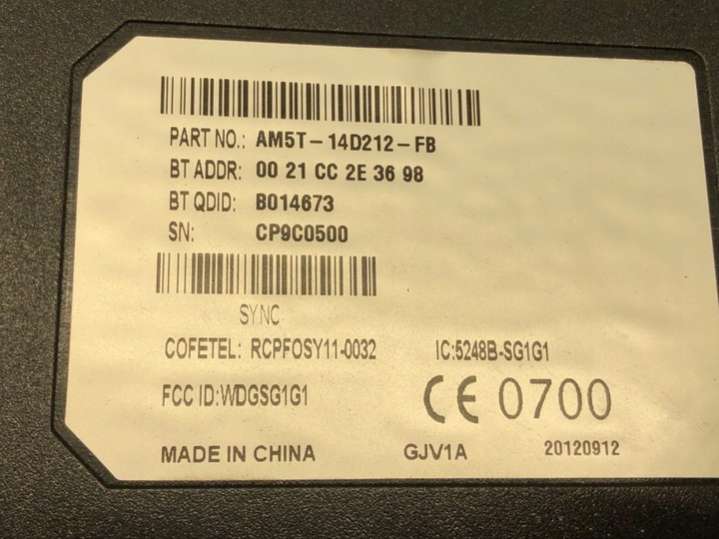 PART NO.: AM5T-14D212-FB
BT ADDR: 00 21 CC 2E 36 98
BT QDID: B014673
SN: CP9C0500
SYNC
COFETEL: RCPFOSY11-0032 IC:5248B-SG1G1
FCC ID:WDGSG1G1 CE 0700
MADE IN CHINA GJV1A 20120912